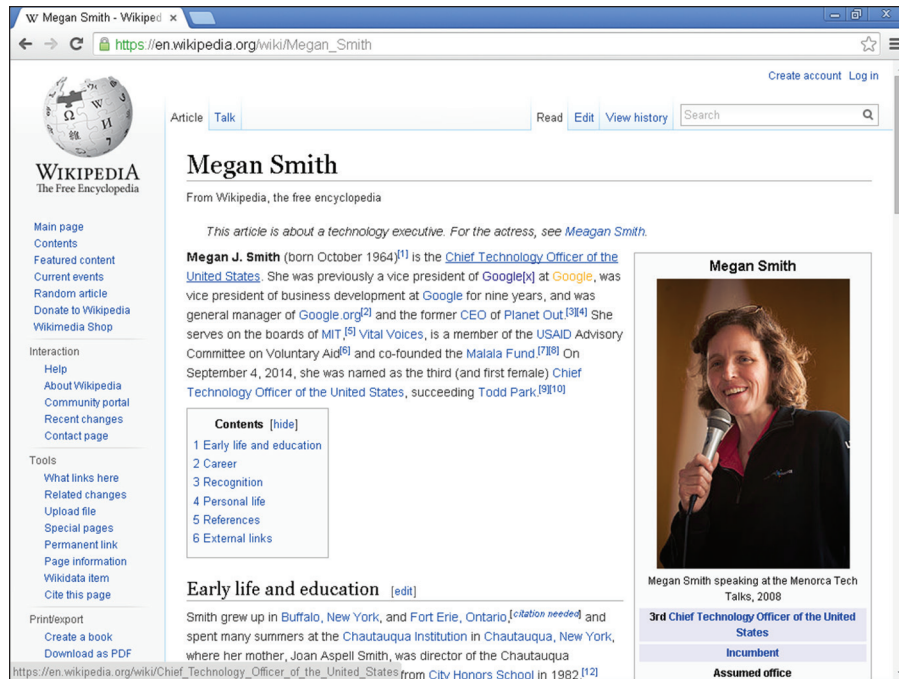 Megan Smith - Wikiped
https://en.wikipedia.org/wiki/Megan_Smith
Create account Log in
Article Talk Read Edit View history Search
WIKIPEDIA
The Free Encyclopedia
Main page
Contents
Featured content
Current events
Random article
Donate to Wikipedia
Wikimedia Shop
Interaction
Help
About Wikipedia
Community portal
Recent changes
Contact page
Tools
What links here
Related changes
Upload file
Special pages
Permanent link
Page information
Wikidata item
Cite this page
Print/export
Create a book
Download as PDF
Megan Smith
From Wikipedia, the free encyclopedia
This article is about a technology executive. For the actress, see Meagan Smith.
Megan J. Smith (born October 1964)[1] is the Chief Technology Officer of the
United States. She was previously a vice president of Google[x] at Google, was
vice president of business development at Google for nine years, and was
general manager of Google.org[2] and the former CEO of Planet Out.[3][4] She
serves on the boards of MIT,[5] Vital Voices, is a member of the USAID Advisory
Committee on Voluntary Aid[6] and co-founded the Malala Fund.[7][8] On
September 4, 2014, she was named as the third (and first female) Chief
Technology Officer of the United States, succeeding Todd Park.[9][10]
Contents [hide]
1 Early life and education
2 Career
3 Recognition
4 Personal life
5 References
6 External links
Early life and education [edit]
Smith grew up in Buffalo, New York, and Fort Erie, Ontario,[citation needed] and
spent many summers at the Chautauqua Institution in Chautauqua, New York,
where her mother, Joan Aspell Smith, was director of the Chautauqua
from City Honors School in 1982.[12]
Megan Smith
Megan Smith speaking at the Menorca Tech
Talks, 2008
3rd Chief Technology Officer of the United
States
Incumbent
Assumed office
https://en.wikipedia.org/wiki/Chief_Technology_Officer_of_the_United_States